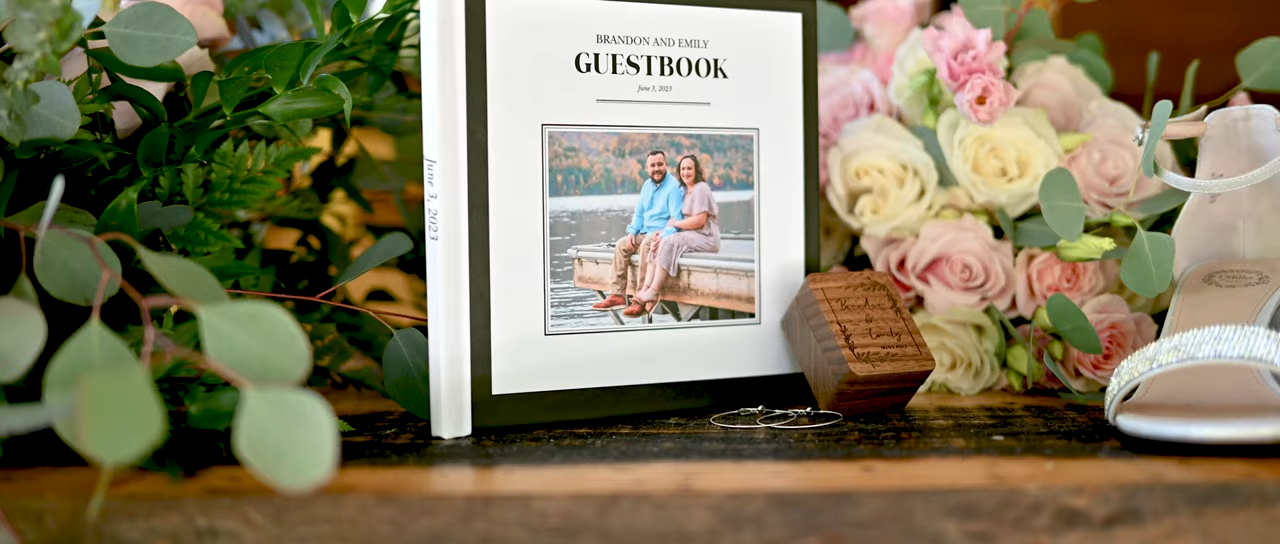 BRANDON AND EMILY
GUESTBOOK
June 3, 2023
June 3, 2023
Brandon
&
Emily